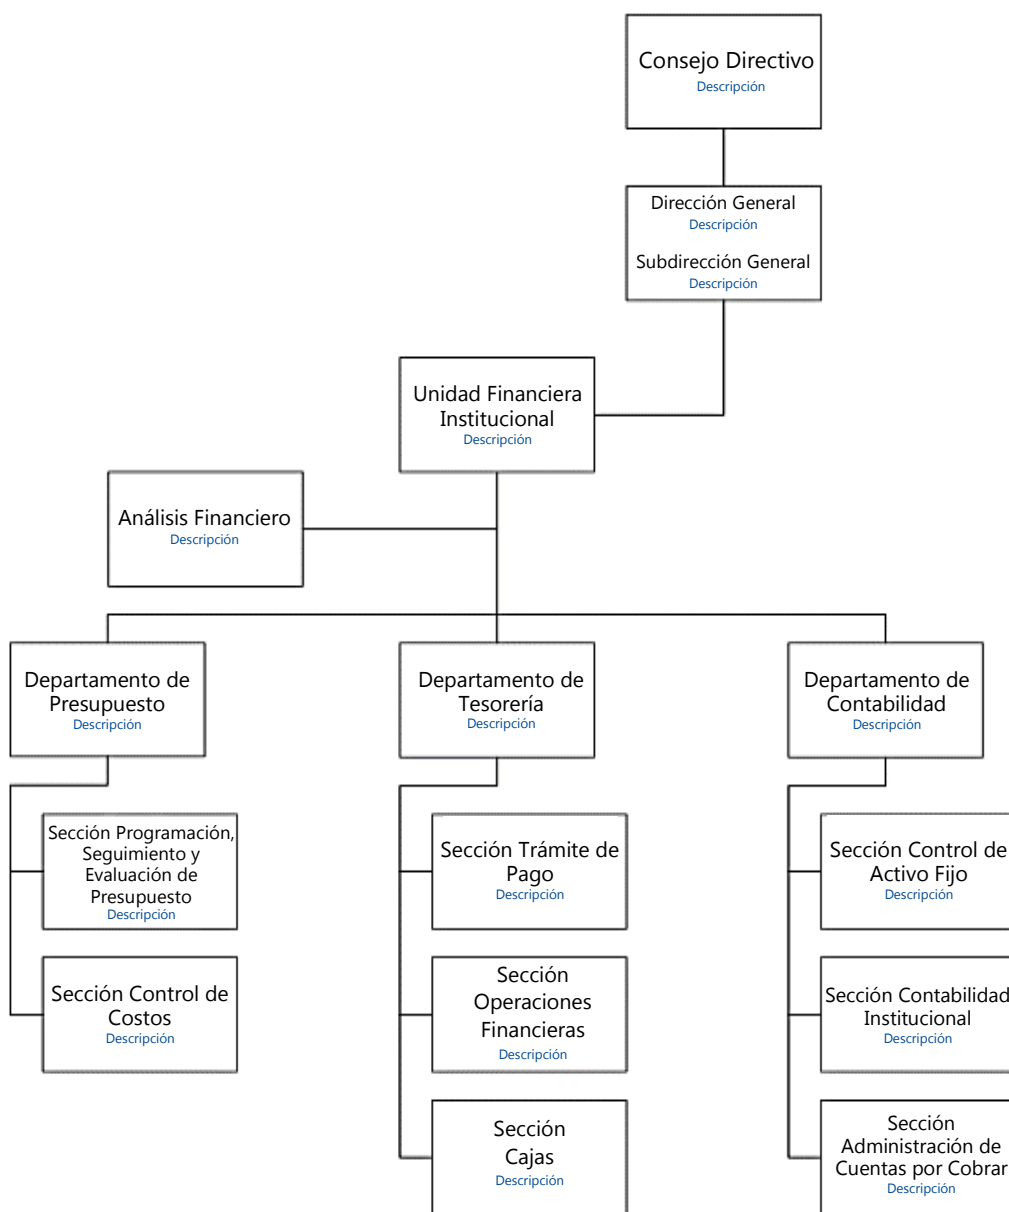 Consejo Directivo
Descripción
Dirección General
Descripción
Subdirección General
Descripción
Unidad Financiera
Institucional
Descripción
Análisis Financiero
Descripción
Departamento de
Presupuesto
Descripción
Departamento de
Tesorería
Descripción
Departamento de
Contabilidad
Descripción
Sección Programación,
Seguimiento y
Evaluación de
Presupuesto
Descripción
Sección Trámite de
Pago
Descripción
Sección Control de
Activo Fijo
Descripción
Sección Control de
Costos
Descripción
Sección
Operaciones
Financieras
Descripción
Sección Contabilidad
Institucional
Descripción
Sección
Cajas
Descripción
Sección
Administración de
Cuentas por Cobrar
Descripción